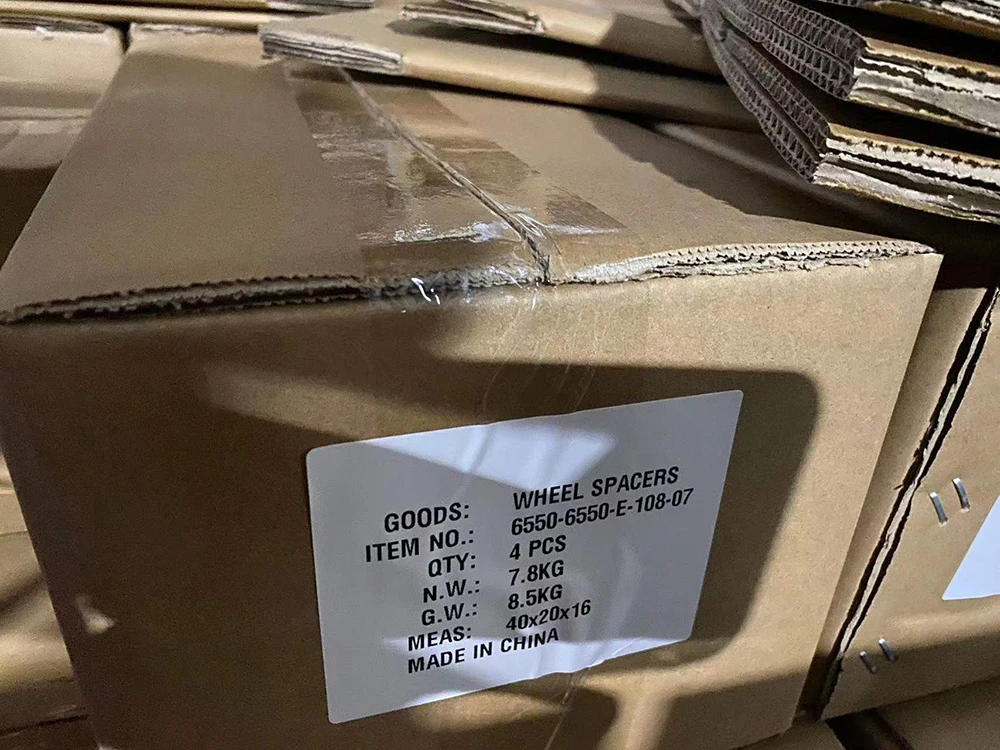 GOODS: WHEEL SPACERS
ITEM NO.: 6550-6550-E-108-07
QTY: 4 PCS
N.W.: 7.8KG
G.W.: 8.5KG
MEAS: 40x20x16
MADE IN CHINA